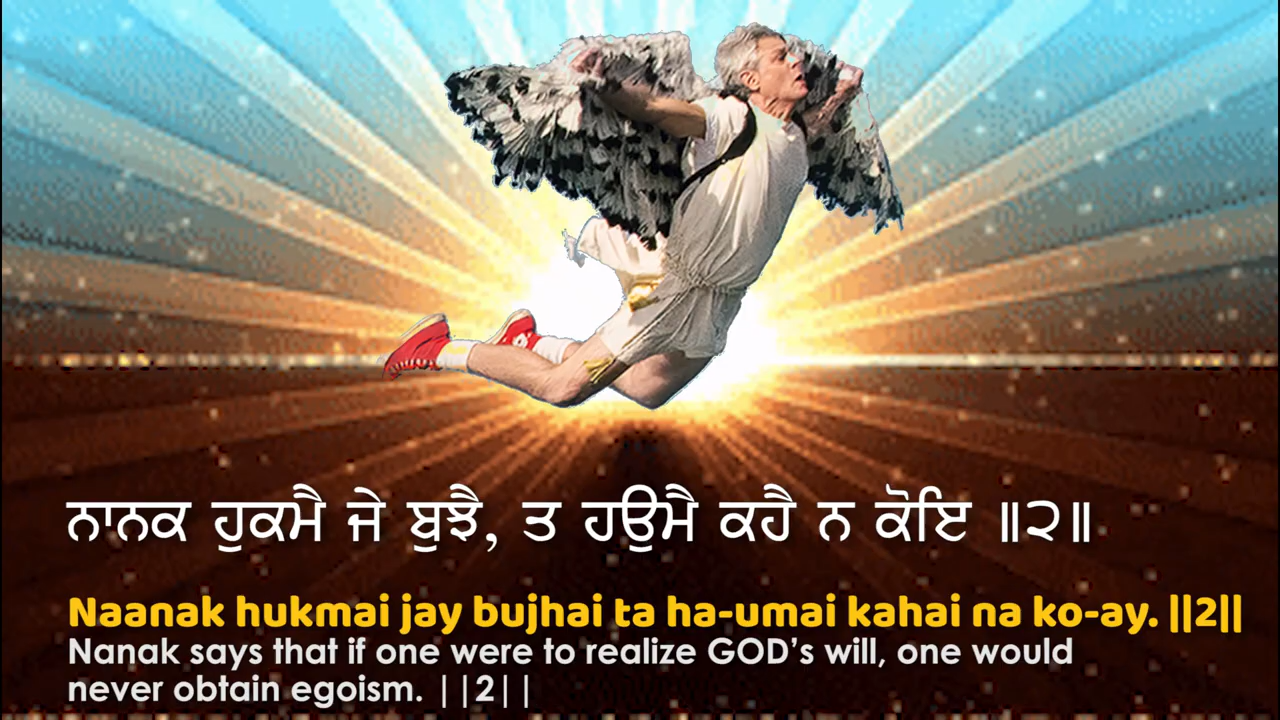 ਨਾਨਕ ਹੁਕਮੈ ਜੇ ਬੁਝੈ, ਤ ਹਉਮੈ ਕਹੈ ਨ ਕੋਇ ॥੨॥
Naanak hukmai jay bujhai ta ha-umai kahai na ko-ay. ||2||
Nanak says that if one were to realize GOD’s will, one would
never obtain egoism. ||2||